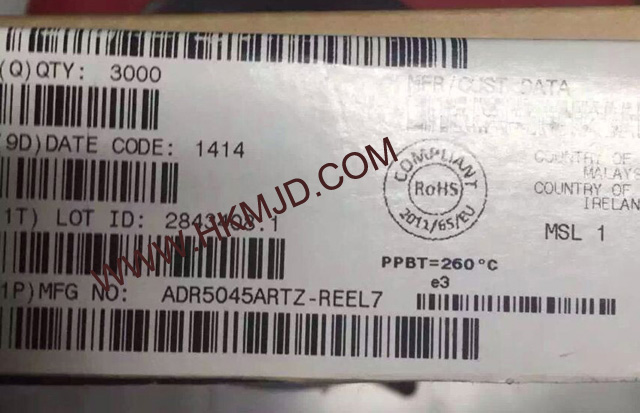 (Q)QTY: 3000
MFR/CUST DATA
9D)DATE CODE: 1414
COMPLIANT
RoHS
2011/65/EU
COUNTRY OF
MALAYS
COUNTRY OF
IRELAN
1T) LOT ID:
MSL 1
WWW.HKMJD.COM
PPBT=260°C
e3
1P)MFG NO: ADR5045ARTZ-REEL7